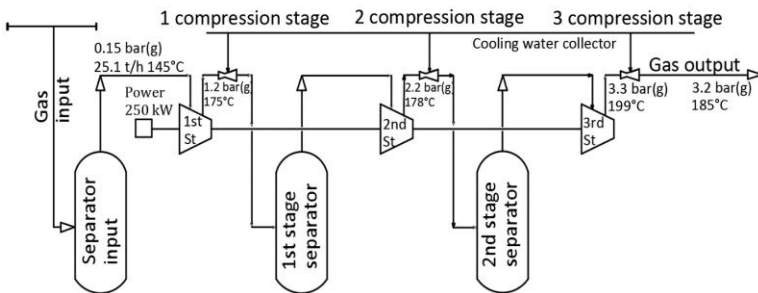 1 compression stage
2 compression stage
3 compression stage
Cooling water collector
Gas
input
0.15 bar(g)
25.1 t/h 145°C
Power
250 kW
1st
St
1.2 bar(g)
175°C
2nd
St
2.2 bar(g)
178°C
3rd
St
3.3 bar(g)
199°C
Gas output
3.2 bar(g)
185°C
Separator
input
1st stage
separator
2nd stage
separator